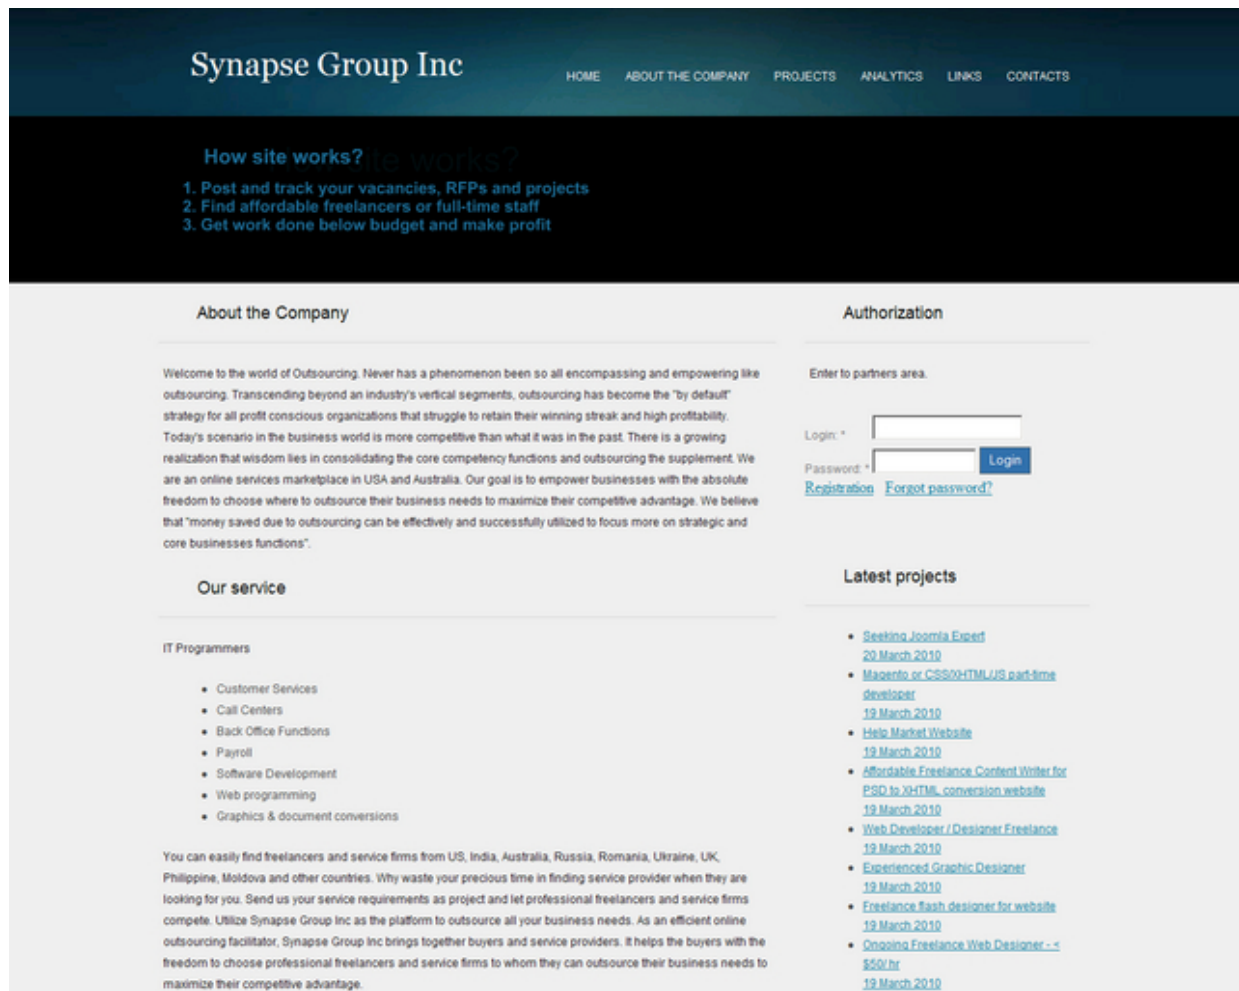 Synapse Group Inc
HOME ABOUT THE COMPANY PROJECTS ANALYTICS LINKS CONTACTS
How site works?
How site works?
1. Post and track your vacancies, RFPs and projects
2. Find affordable freelancers or full-time staff
3. Get work done below budget and make profit
About the Company
Welcome to the world of Outsourcing. Never has a phenomenon been so all encompassing and empowering like
outsourcing. Transcending beyond an industry's vertical segments, outsourcing has become the "by default"
strategy for all profit conscious organizations that struggle to retain their winning streak and high profitability.
Today's scenario in the business world is more competitive than what it was in the past. There is a growing
realization that wisdom lies in consolidating the core competency functions and outsourcing the supplement. We
are an online services marketplace in USA and Australia. Our goal is to empower businesses with the absolute
freedom to choose where to outsource their business needs to maximize their competitive advantage. We believe
that "money saved due to outsourcing can be effectively and successfully utilized to focus more on strategic and
core businesses functions".
Our service
IT Programmers
Customer Services
Call Centers
Back Office Functions
Payroll
Software Development
Web programming
Graphics & document conversions
You can easily find freelancers and service firms from US, India, Australia, Russia, Romania, Ukraine, UK,
Philippine, Moldova and other countries. Why waste your precious time in finding service provider when they are
looking for you. Send us your service requirements as project and let professional freelancers and service firms
compete. Utilize Synapse Group Inc as the platform to outsource all your business needs. As an efficient online
outsourcing facilitator, Synapse Group Inc brings together buyers and service providers. It helps the buyers with the
freedom to choose professional freelancers and service firms to whom they can outsource their business needs to
maximize their competitive advantage.
Authorization
Enter to partners area.
Login: *
Password: * Login
Registration Forgot password?
Latest projects
Seeking Joomla Expert
20 March 2010
Magento or CSS/XHTML/JS part-time
developer
19 March 2010
Help Market Website
19 March 2010
Affordable Freelance Content Writer for
PSD to XHTML conversion website
19 March 2010
Web Developer / Designer Freelance
19 March 2010
Experienced Graphic Designer
19 March 2010
Freelance flash designer for website
19 March 2010
Ongoing Freelance Web Designer - <
$50/ hr
19 March 2010